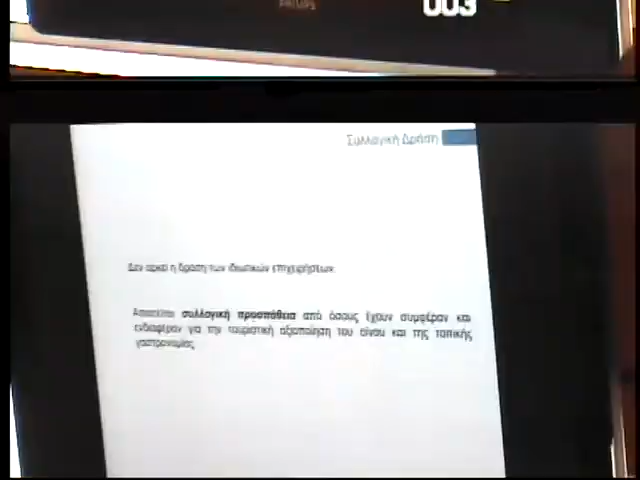 PHILIPS
003
Συλλογική Δράση
Δεν αρκεί η δράση των ιδιωτικών επιχειρήσεων.
Απαιτείται συλλογική προσπάθεια από όσους έχουν συμφέρον και
ενδιαφέρον για την τουριστική αξιοποίηση του οίνου και της τοπικής
γαστρονομίας